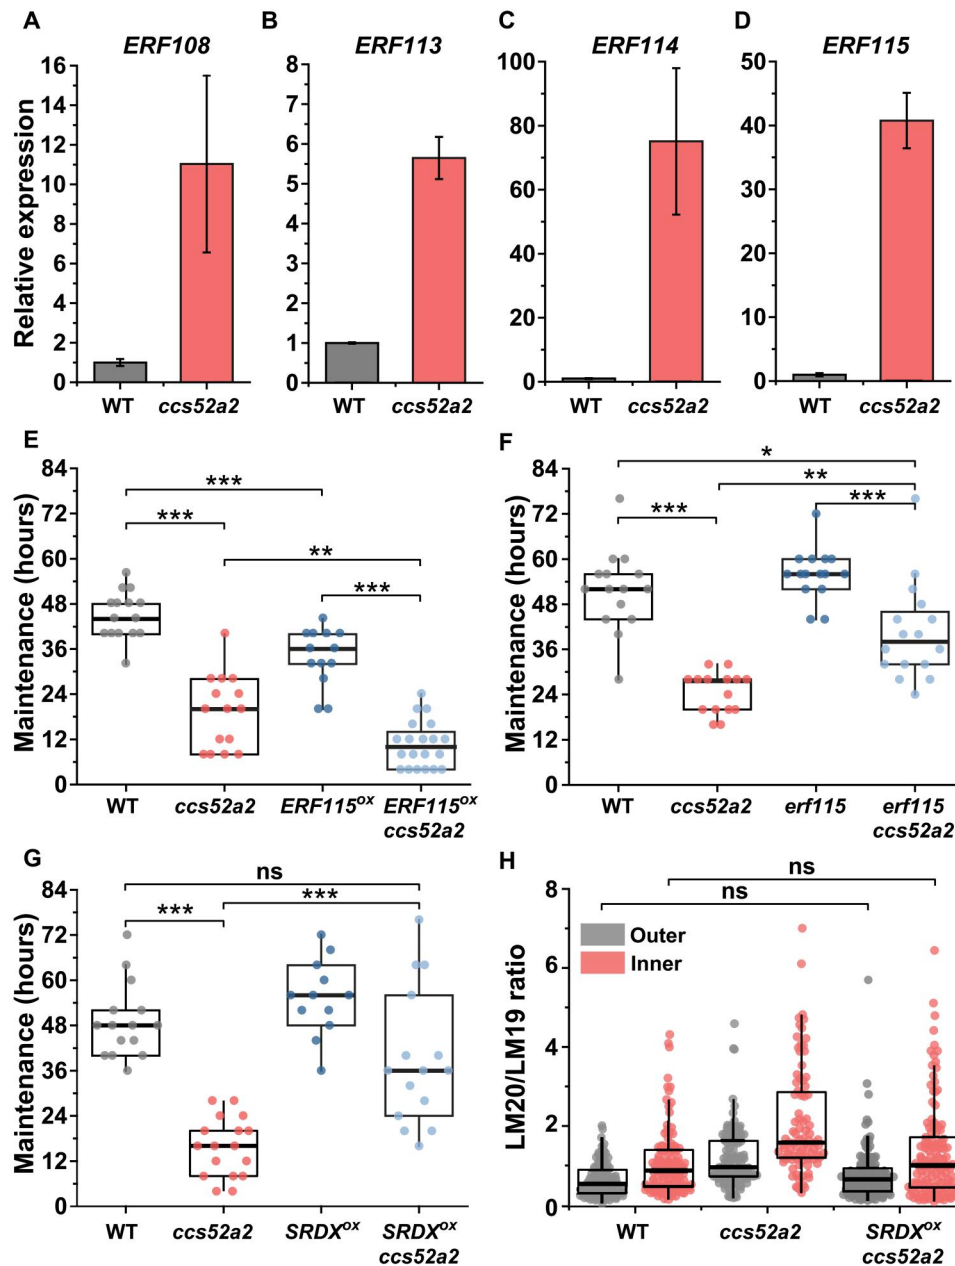 A
ERF108
Relative expression
16
14
12
10
8
6
4
2
0
WT
ccs52a2
B
ERF113
8
7
6
5
4
3
2
1
0
WT
ccs52a2
C
ERF114
100
80
60
40
20
0
WT
ccs52a2
D
ERF115
50
40
30
20
10
0
WT
ccs52a2
E
Maintenance (hours)
84
72
60
48
36
24
12
0
***
***
**
***
WT
ccs52a2
ERF115ox
ERF115ox
ccs52a2
F
Maintenance (hours)
84
72
60
48
36
24
12
0
*
**
***
***
WT
ccs52a2
erf115
erf115
ccs52a2
G
Maintenance (hours)
84
72
60
48
36
24
12
0
ns
***
***
WT
ccs52a2
SRDXox
SRDXox
ccs52a2
H
LM20/LM19 ratio
8
6
4
2
0
ns
ns
Outer
Inner
WT
ccs52a2
SRDXox
ccs52a2